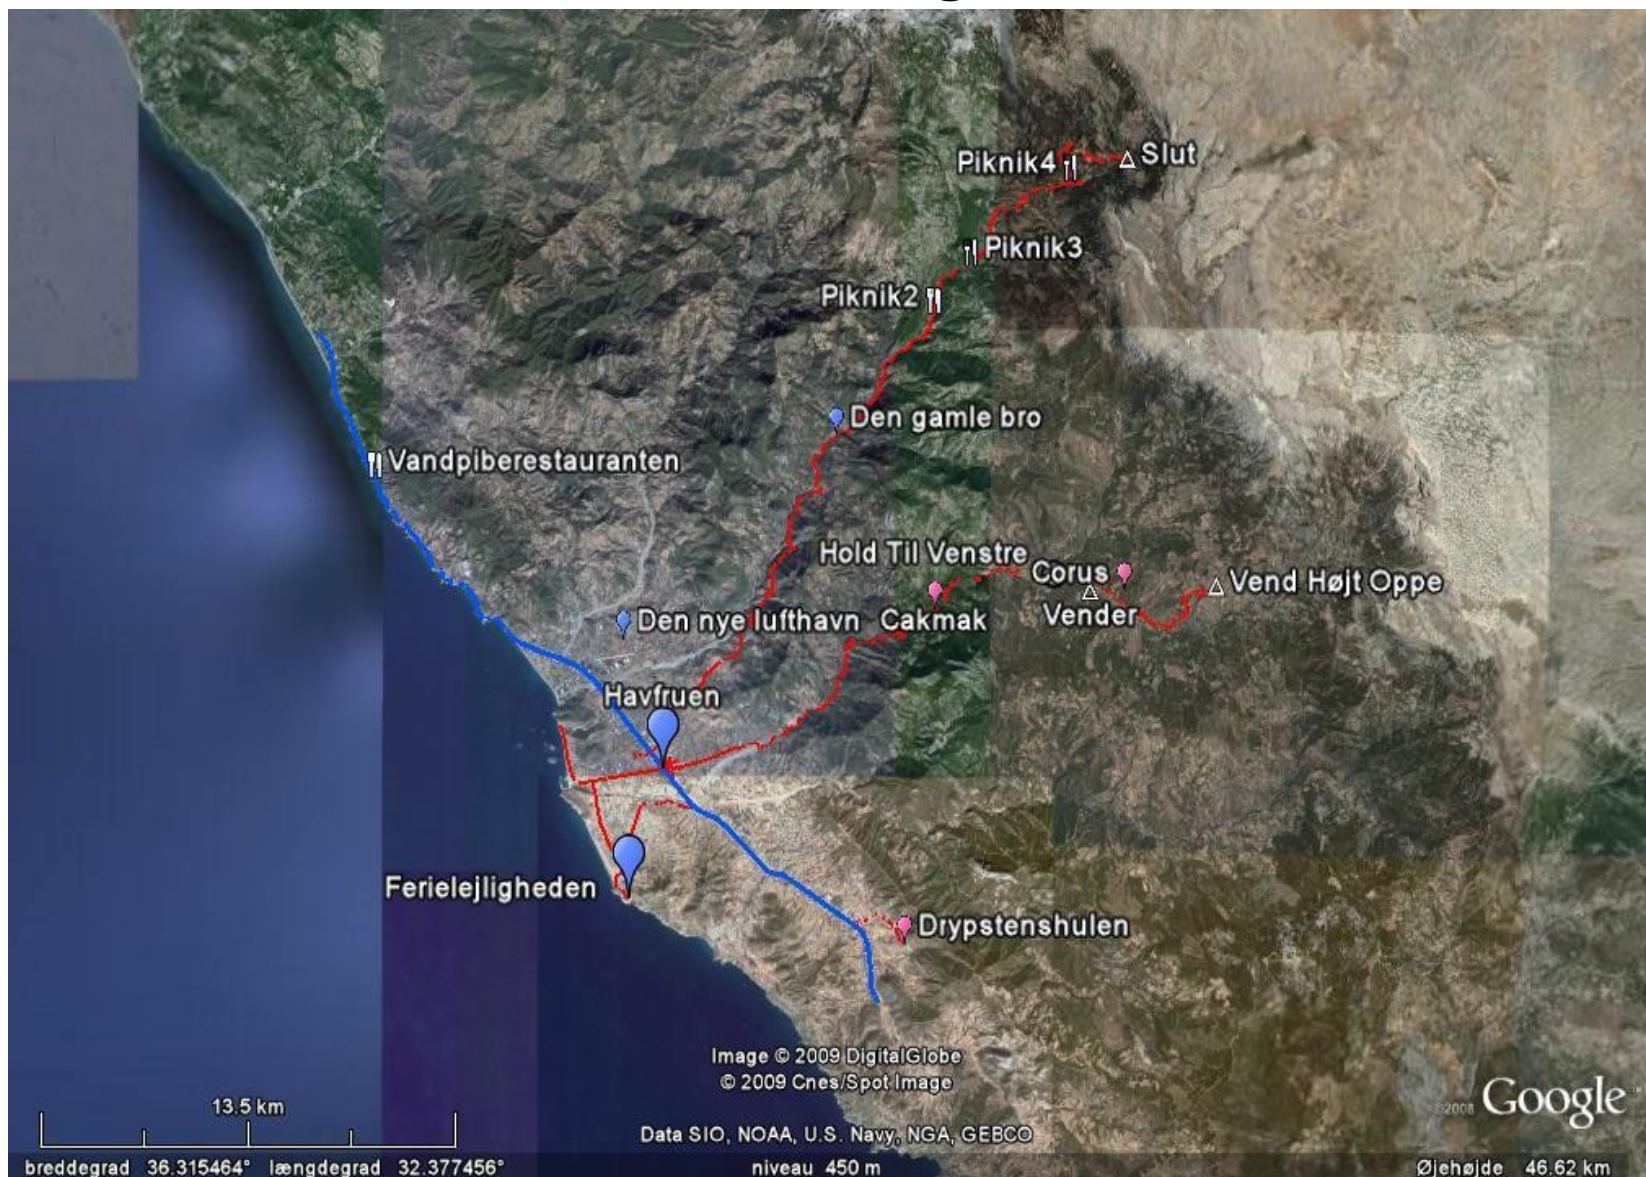 Piknik4
Slut
Piknik3
Piknik2
Den gamle bro
Vandpiberestauranten
Hold Til Venstre
Corus
Vend Højt Oppe
Vender
Den nye lufthavn
Cakmak
Havfruen
Ferielejligheden
Drypstenshulen
Image © 2009 DigitalGlobe
© 2009 Cnes/Spot Image
13.5 km
©2008 Google
Data SIO, NOAA, U.S. Navy, NGA, GEBCO
breddegrad 36.315464° længdegrad 32.377456° niveau 450 m Øjehøjde 46.62 km